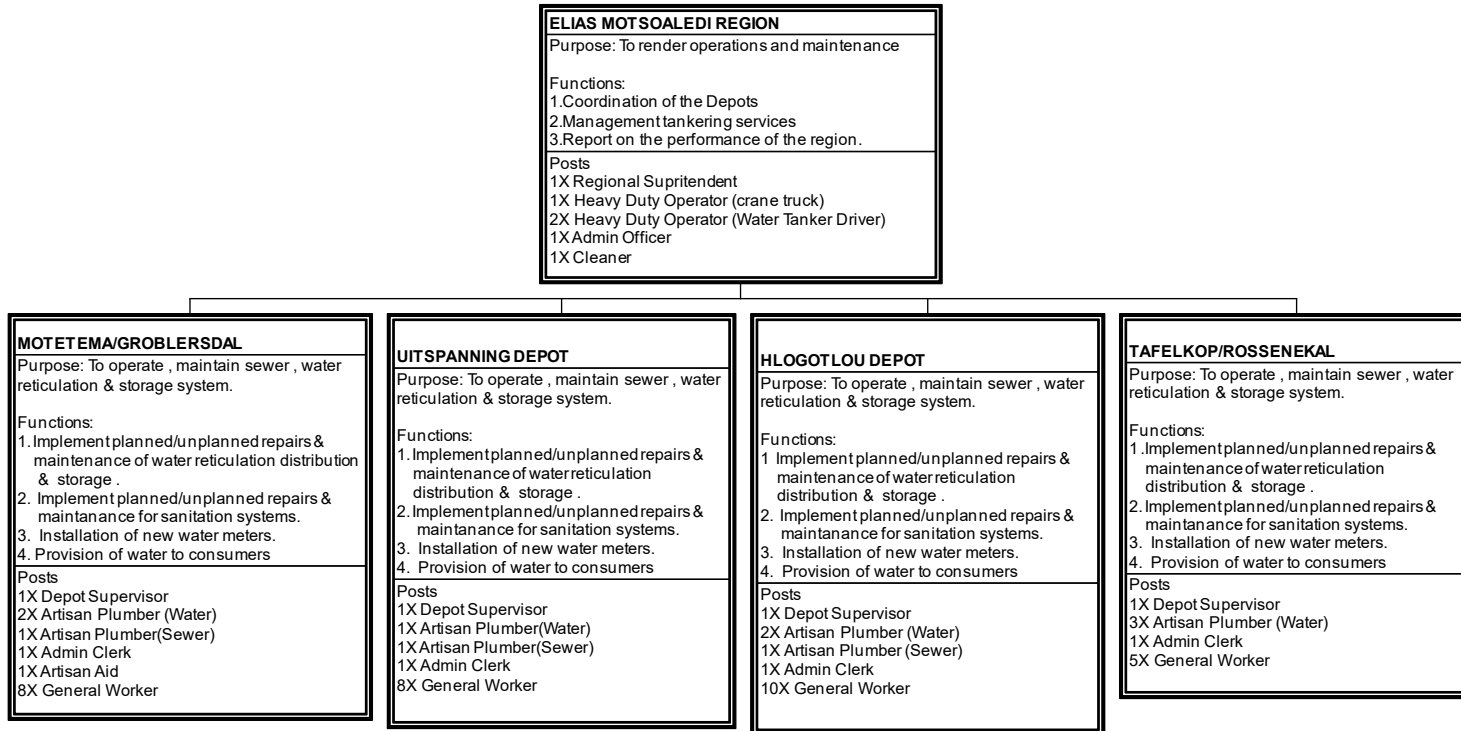 ELIAS MOTSOALEDI REGION
Purpose: To render operations and maintenance
Functions:
1.Coordination of the Depots
2.Management tankering services
3.Report on the performance of the region.
Posts
1X Regional Supritendent
1X Heavy Duty Operator (crane truck)
2X Heavy Duty Operator (Water Tanker Driver)
1X Admin Officer
1X Cleaner
MOTETEMA/GROBLERSDAL
Purpose: To operate , maintain sewer , water
reticulation & storage system.
Functions:
1. Implement planned/unplanned repairs &
maintenance of water reticulation distribution
& storage .
2. Implement planned/unplanned repairs &
maintanance for sanitation systems.
3. Installation of new water meters.
4. Provision of water to consumers
Posts
1X Depot Supervisor
2X Artisan Plumber (Water)
1X Artisan Plumber(Sewer)
1X Admin Clerk
1X Artisan Aid
8X General Worker
UITSPANNING DEPOT
Purpose: To operate , maintain sewer , water
reticulation & storage system.
Functions:
1. Implement planned/unplanned repairs &
maintenance of water reticulation
distribution & storage .
2. Implement planned/unplanned repairs &
maintanance for sanitation systems.
3. Installation of new water meters.
4. Provision of water to consumers
Posts
1X Depot Supervisor
1X Artisan Plumber(Water)
1X Artisan Plumber(Sewer)
1X Admin Clerk
8X General Worker
HLOGOTLOU DEPOT
Purpose: To operate , maintain sewer , water
reticulation & storage system.
Functions:
1 Implement planned/unplanned repairs &
maintenance of water reticulation
distribution & storage .
2. Implement planned/unplanned repairs &
maintanance for sanitation systems.
3. Installation of new water meters.
4. Provision of water to consumers
Posts
1X Depot Supervisor
2X Artisan Plumber (Water)
1X Artisan Plumber (Sewer)
1X Admin Clerk
10X General Worker
TAFELKOP/ROSSENEKAL
Purpose: To operate , maintain sewer , water
reticulation & storage system.
Functions:
1 .Implement planned/unplanned repairs &
maintenance of water reticulation
distribution & storage .
2. Implement planned/unplanned repairs &
maintanance for sanitation systems.
3. Installation of new water meters.
4. Provision of water to consumers
Posts
1X Depot Supervisor
3X Artisan Plumber (Water)
1X Admin Clerk
5X General Worker